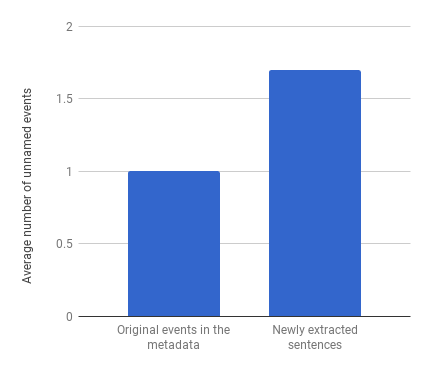 Average number of unnamed events
2
1.5
1
0.5
0
Original events in the
metadata
Newly extracted
sentences